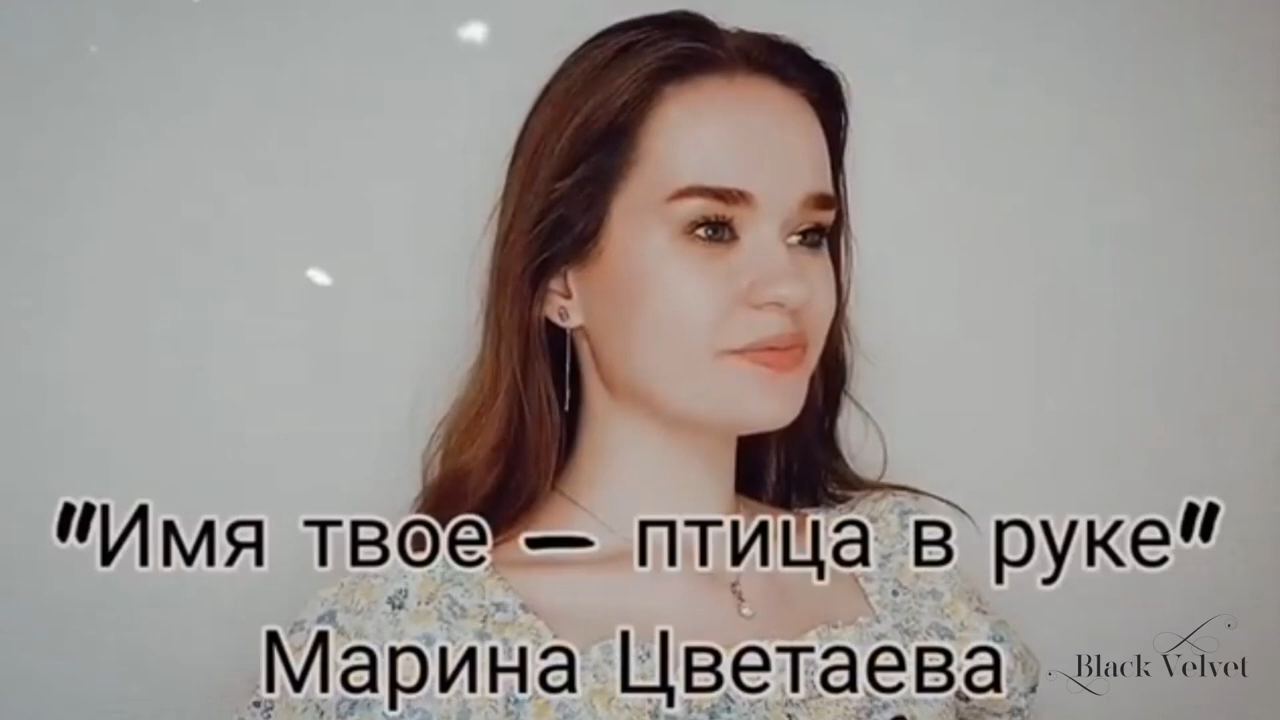 "Имя твое – птица в руке"
Марина Цветаева
Black Velvet